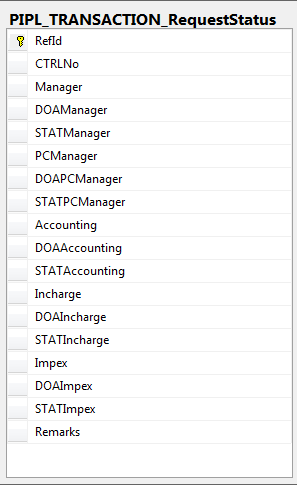 PIPL_TRANSACTION_RequestStatus
RefId
CTRLNo
Manager
DOAManager
STATManager
PCManager
DOAPCManager
STATPCManager
Accounting
DOAAccounting
STATAccounting
Incharge
DOAIncharge
STATIncharge
Impex
DOAImpex
STATImpex
Remarks